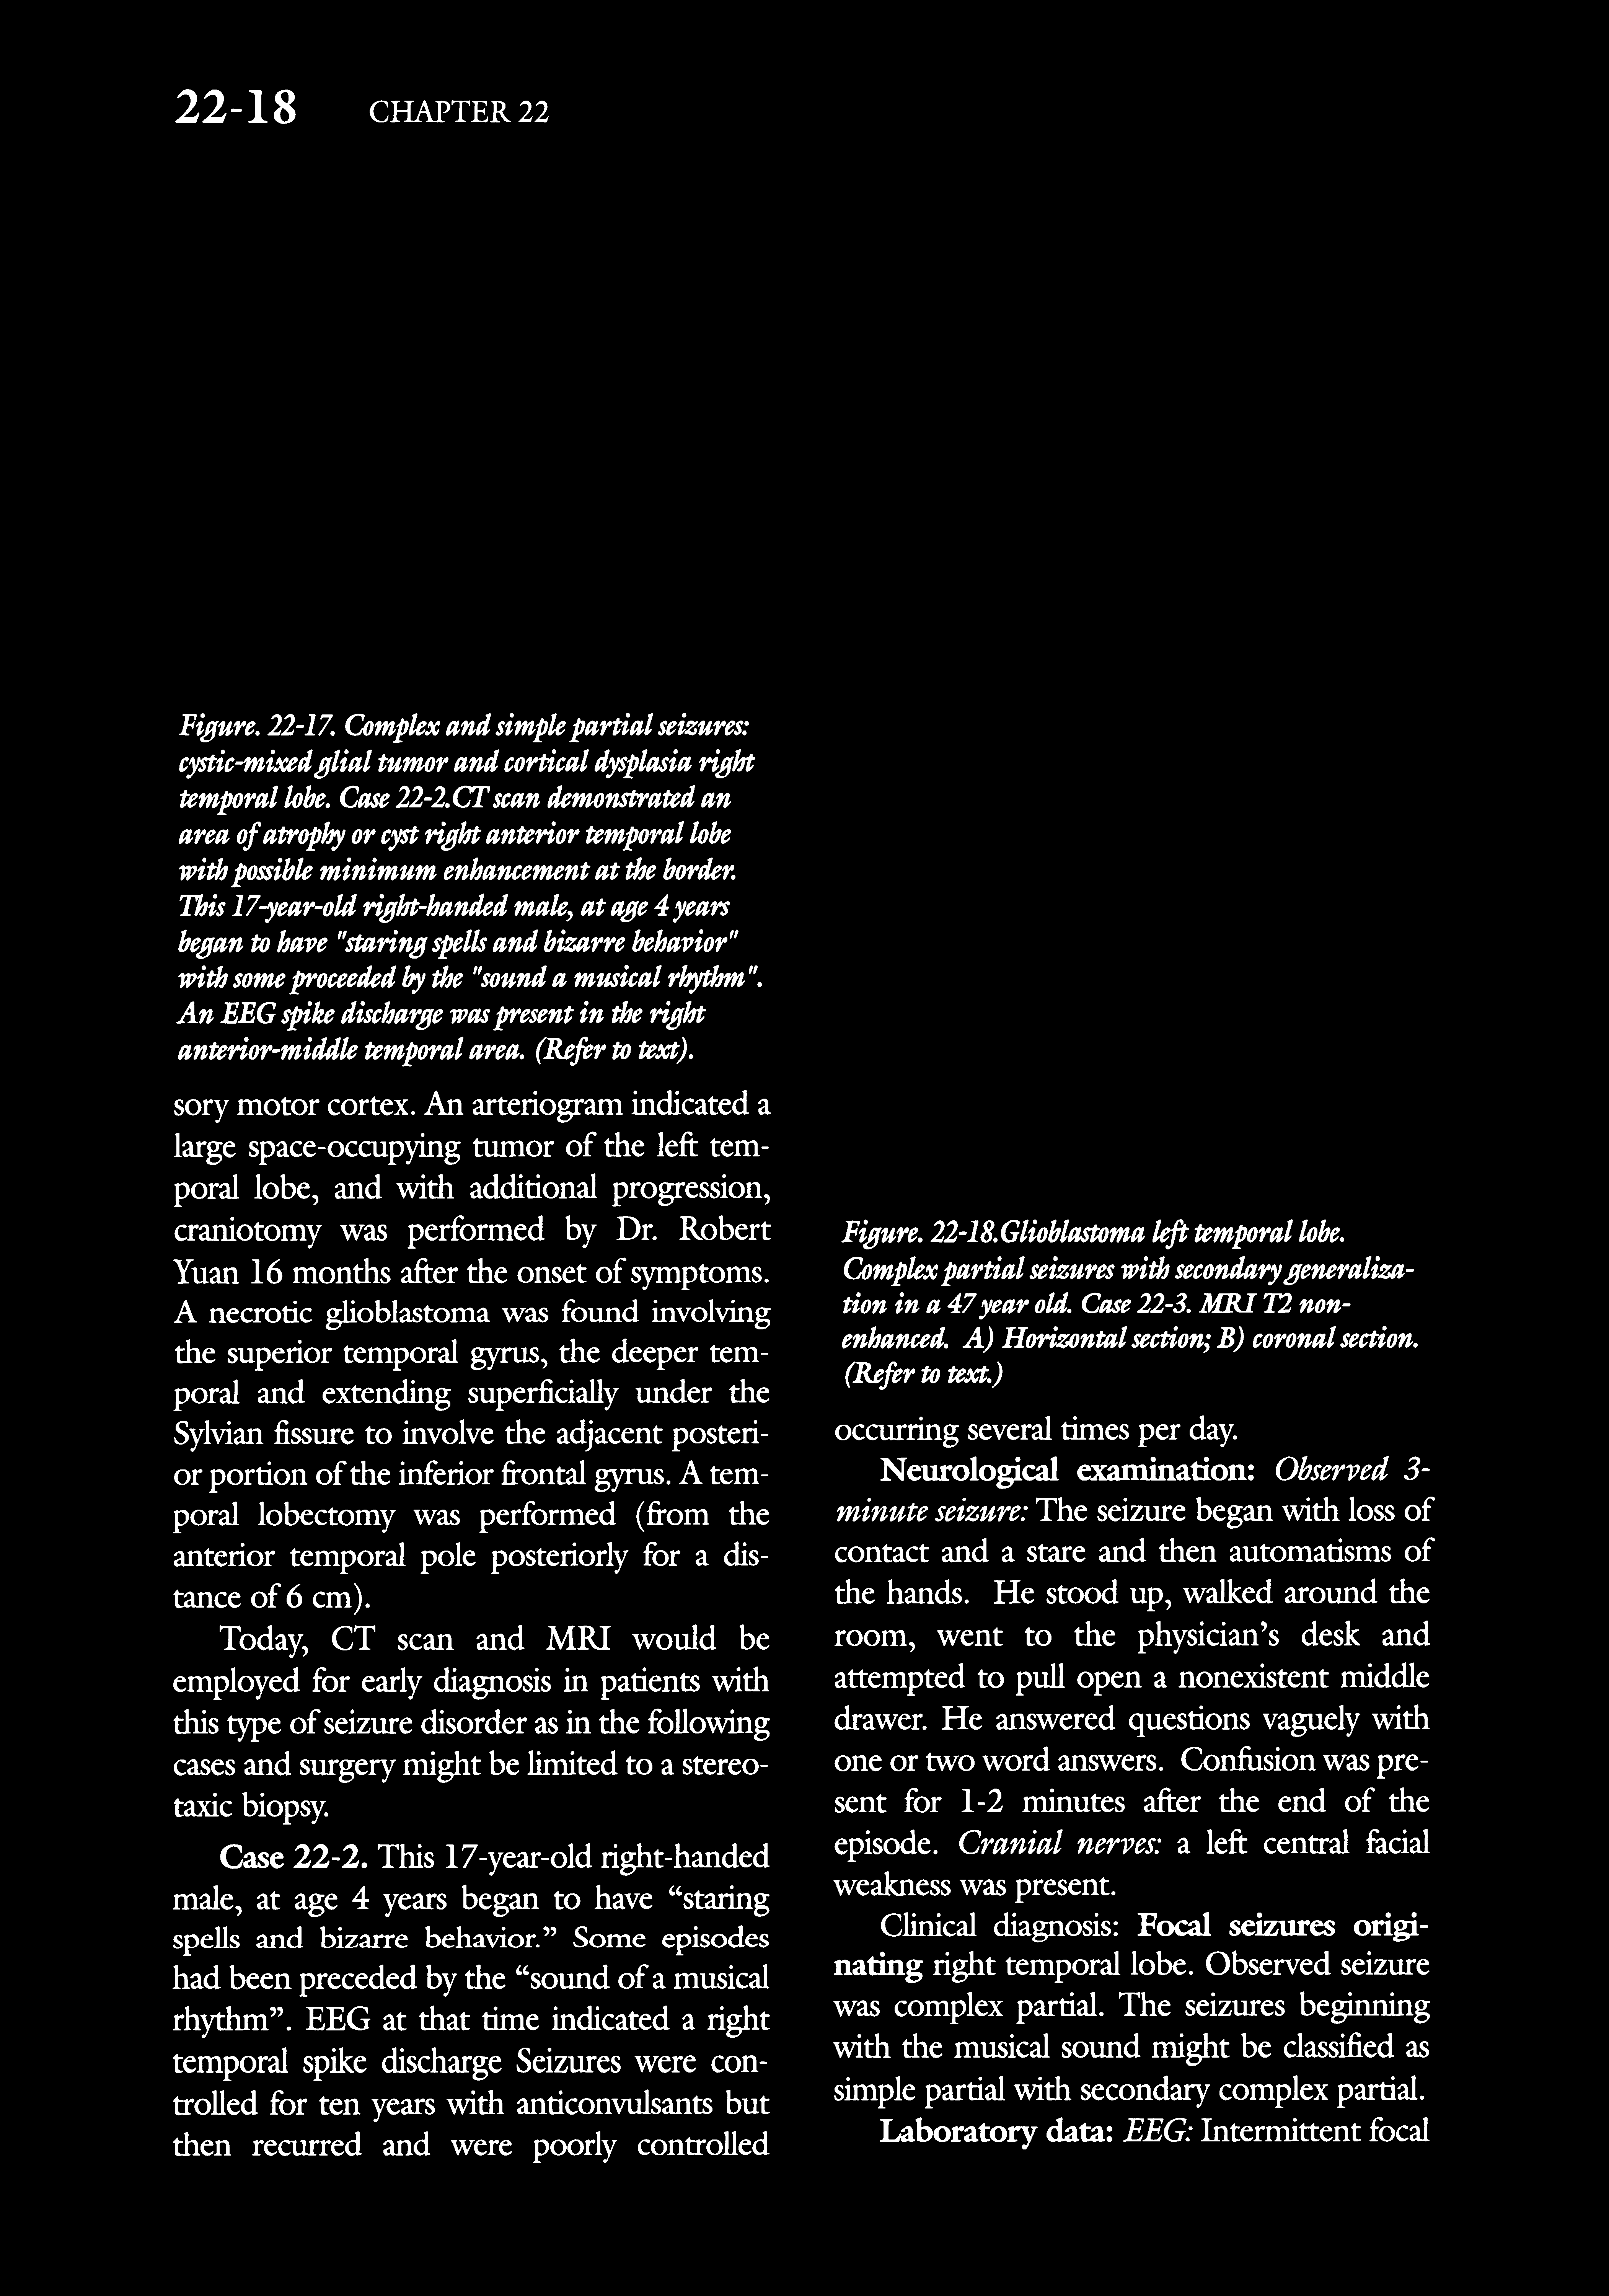 22-18 CHAPTER 22
Figure. 22-17. Complex and simple partial seizures:
cystic-mixed glial tumor and cortical dysplasia right
temporal lobe. Case 22-2.CT scan demonstrated an
area of atrophy or cyst right anterior temporal lobe
with possible minimum enhancement at the border.
This 17-year-old right-handed male, at age 4 years
began to have "staring spells and bizarre behavior"
with some proceeded by the "sound a musical rhythm".
An EEG spike discharge was present in the right
anterior-middle temporal area. (Refer to text).
sory motor cortex. An arteriogram indicated a
large space-occupying tumor of the left tem-
poral lobe, and with additional progression,
craniotomy was performed by Dr. Robert
Yuan 16 months after the onset of symptoms.
A necrotic glioblastoma was found involving
the superior temporal gyrus, the deeper tem-
poral and extending superficially under the
Sylvian fissure to involve the adjacent posteri-
or portion of the inferior frontal gyrus. A tem-
poral lobectomy was performed (from the
anterior temporal pole posteriorly for a dis-
tance of 6 cm).
Today, CT scan and MRI would be
employed for early diagnosis in patients with
this type of seizure disorder as in the following
cases and surgery might be limited to a stereo-
taxic biopsy.
Case 22-2. This 17-year-old right-handed
male, at age 4 years began to have “staring
spells and bizarre behavior.” Some episodes
had been preceded by the “sound of a musical
rhythm”. EEG at that time indicated a right
temporal spike discharge Seizures were con-
trolled for ten years with anticonvulsants but
then recurred and were poorly controlled
Figure. 22-18.Glioblastoma left temporal lobe.
Complex partial seizures with secondary generaliza-
tion in a 47 year old. Case 22-3. MRI T2 non-
enhanced. A) Horizontal section; B) coronal section.
(Refer to text.)
occurring several times per day.
Neurological examination: Observed 3-
minute seizure: The seizure began with loss of
contact and a stare and then automatisms of
the hands. He stood up, walked around the
room, went to the physician’s desk and
attempted to pull open a nonexistent middle
drawer. He answered questions vaguely with
one or two word answers. Confusion was pre-
sent for 1-2 minutes after the end of the
episode. Cranial nerves: a left central facial
weakness was present.
Clinical diagnosis: Focal seizures origi-
nating right temporal lobe. Observed seizure
was complex partial. The seizures beginning
with the musical sound might be classified as
simple partial with secondary complex partial.
Laboratory data: EEG: Intermittent focal